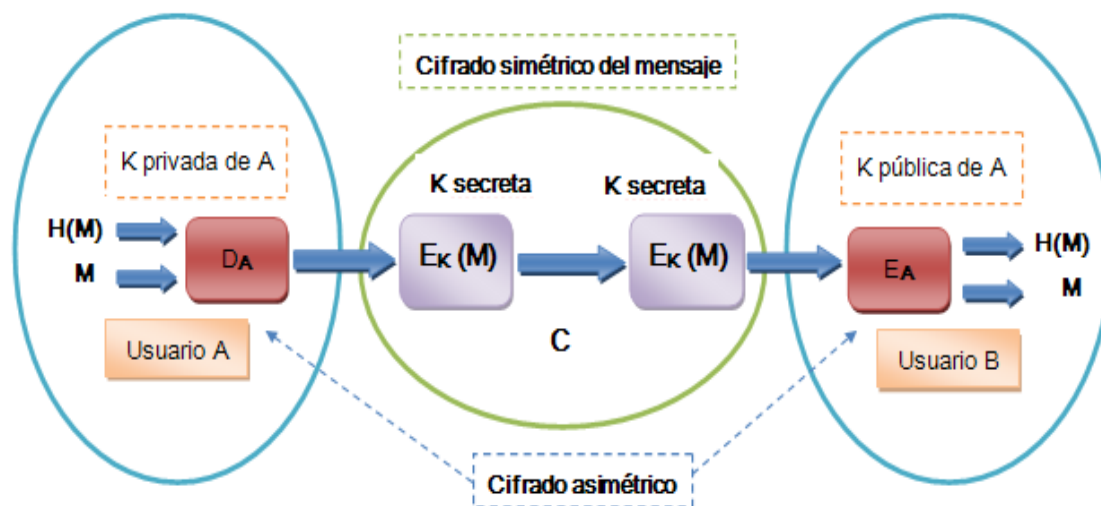 Cifrado simétrico del mensaje
K privada de A
K secreta
K secreta
K pública de A
H(M)
M
DA
EK (M)
EK (M)
EA
H(M)
M
Usuario A
C
Usuario B
Cifrado asimétrico